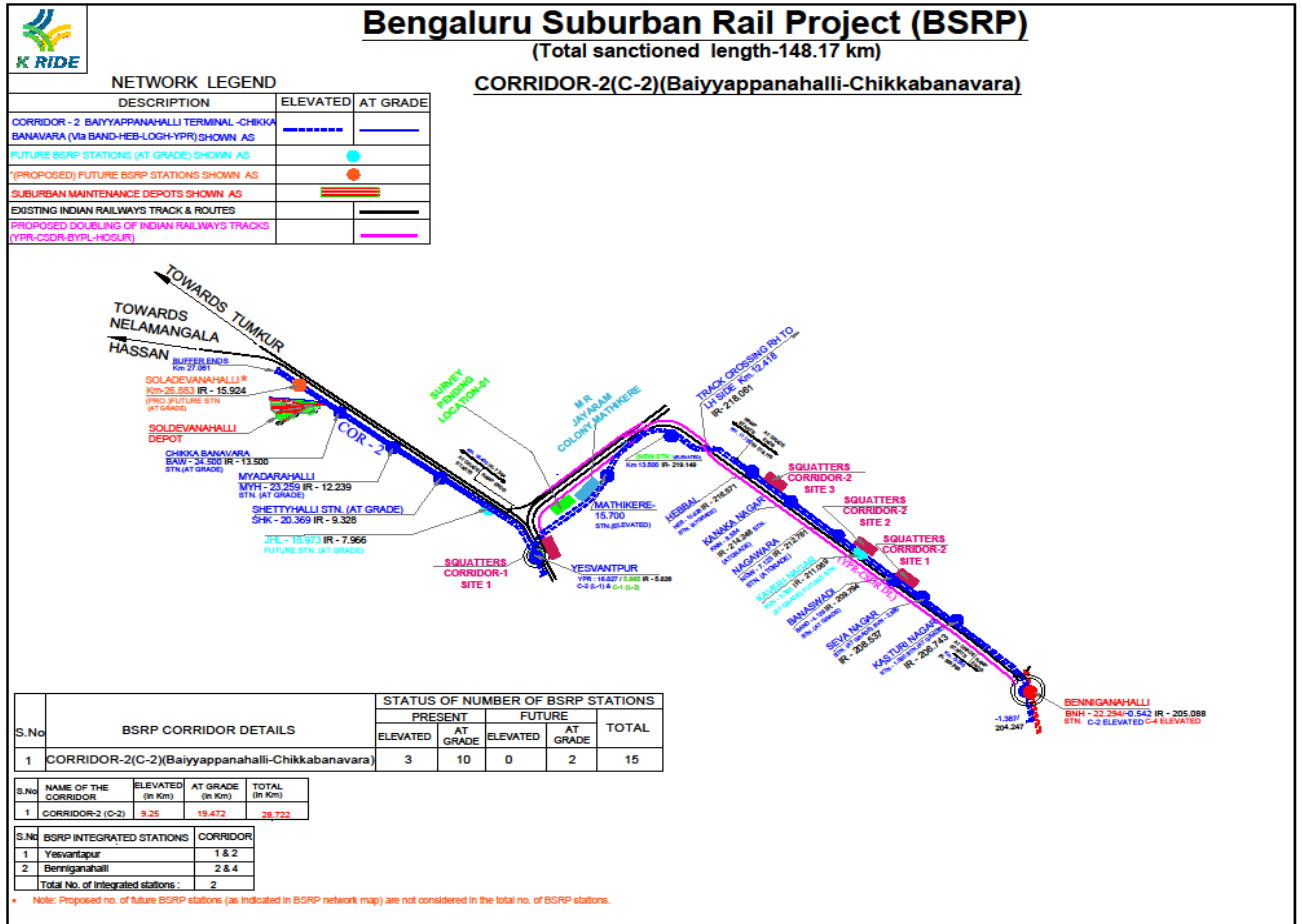 K RIDE
Bengaluru Suburban Rail Project (BSRP)
(Total sanctioned length-148.17 km)
CORRIDOR-2(C-2)(Baiyyappanahalli-Chikkabanavara)
NETWORK LEGEND
DESCRIPTION ELEVATED AT GRADE
CORRIDOR - 2 BAIYYAPPANAHALLI TERMINAL -CHIKKA
BANAVARA (Via BAND-HEB-LOGH-YPR) SHOWN AS
FUTURE BSRP STATIONS (AT GRADE) SHOWN AS
*(PROPOSED) FUTURE BSRP STATIONS SHOWN AS
SUBURBAN MAINTENANCE DEPOTS SHOWN AS
EXISTING INDIAN RAILWAYS TRACK & ROUTES
PROPOSED DOUBLING OF INDIAN RAILWAYS TRACKS
(YPR-CSDR-BYPL-HOSUR)
TOWARDS TUMKUR
TOWARDS
NELAMANGALA
HASSAN
BUFFER ENDS
Km 27.061
SOLADEVANAHALLI *
Km-26.883 IR - 15.924
(PRO.)FUTURE STN
(AT GRADE)
SOLDEVANAHALLI
DEPOT
COR - 2
CHIKKA BANAVARA
BAW - 24.500 IR - 13.500
STN.(AT GRADE)
MYADARAHALLI
MYH - 23.259 IR - 12.239
STN. (AT GRADE)
SHETTYHALLI STN. (AT GRADE)
SHK - 20.369 IR - 9.328
JHL - 18.973 IR - 7.966
FUTURE STN. (AT GRADE)
SQUATTERS
CORRIDOR-1
SITE 1
YESVANTPUR
C-2 (L-1) & C-1 (L-2)
SURVEY
PENDING
LOCATION-01
M R
JAYARAM
COLONY,MATHIKERE
MATHIKERE-
15.700
STN.(ELEVATED)
(NEW STN.) (ELEVATED)
Km 13.500 IR- 219.149
TRACK CROSSING RH TO
LH SIDE Km. 12.418
IR-218.061
SQUATTERS
CORRIDOR-2
SITE 3
SQUATTERS
CORRIDOR-2
SITE 2
SQUATTERS
CORRIDOR-2
SITE 1
HEBBAL
KANAKA NAGAR
NAGAWARA
KAVERI NAGAR
BANASWADI
SEVA NAGAR
IR - 208.537
KASTURI NAGAR
IR - 206.743
(YPR-CSDR DL)
-1.387/
204.247
BENNIGANAHALLI
BNH - 22.294/-0.542 IR - 205.088
STN. C-2 ELEVATED C-4 ELEVATED
S.No BSRP CORRIDOR DETAILS STATUS OF NUMBER OF BSRP STATIONS
PRESENT FUTURE TOTAL
ELEVATED AT GRADE ELEVATED AT GRADE
1 CORRIDOR-2(C-2)(Baiyyappanahalli-Chikkabanavara) 3 10 0 2 15
S.No NAME OF THE CORRIDOR ELEVATED (in Km) AT GRADE (in Km) TOTAL (in Km)
1 CORRIDOR-2 (C-2) 9.25 19.472 28.722
S.No BSRP INTEGRATED STATIONS CORRIDOR
1 Yesvantapur 1 & 2
2 Benniganahalli 2 & 4
Total No. of integrated stations : 2
* Note: Proposed no. of future BSRP stations (as indicated in BSRP network map) are not considered in the total no. of BSRP stations.